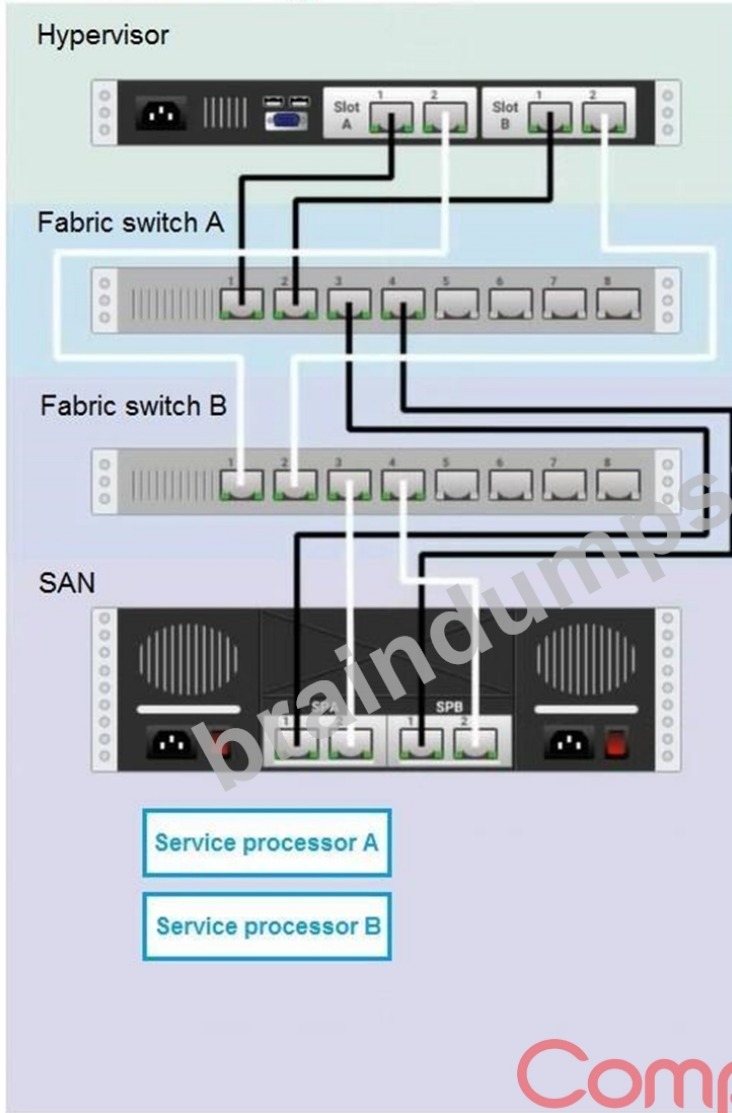 Hypervisor
Slot A 1 2
Slot B 1 2
Fabric switch A
1 2 3 4 5 6 7 8
Fabric switch B
1 2 3 4 5 6 7 8
SAN
SPA SPB
1 2 1 2
braindumps
Service processor A
Service processor B
Comp